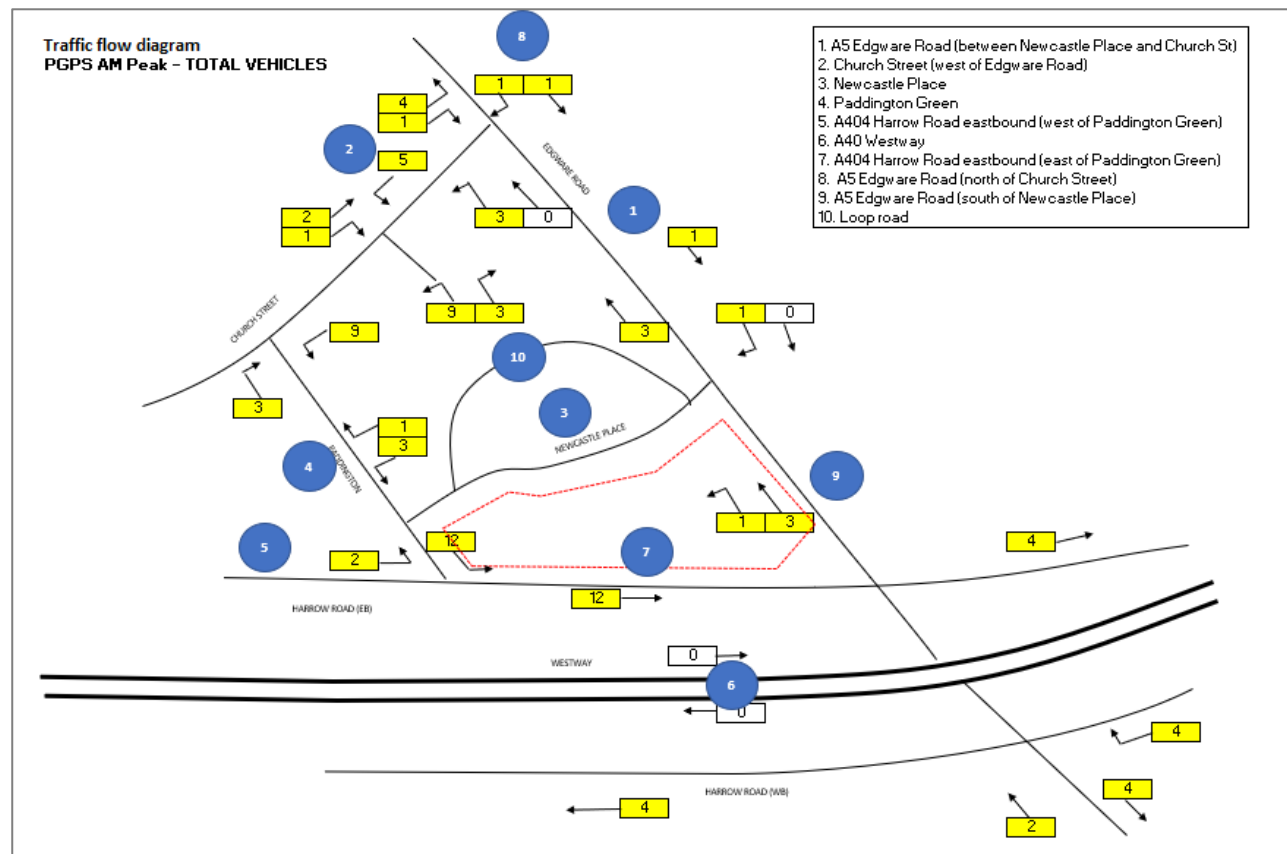 Traffic flow diagram
PGPS AM Peak - TOTAL VEHICLES
1. A5 Edgware Road (between Newcastle Place and Church St)
2. Church Street (west of Edgware Road)
3. Newcastle Place
4. Paddington Green
5. A404 Harrow Road eastbound (west of Paddington Green)
6. A40 Westway
7. A404 Harrow Road eastbound (east of Paddington Green)
8. A5 Edgware Road (north of Church Street)
9. A5 Edgware Road (south of Newcastle Place)
10. Loop road
8
1 1
4
1
2
5
EDGWARE ROAD
2
1
3 0
1
1
9 3
3
1 0
CHURCH STREET
9
10
3
3
1
3
NEWCASTLE PLACE
4
PADDINGTON
9
1 3
5
2
12
7
4
12
HARROW ROAD (EB)
0
WESTWAY
6
0
4
HARROW ROAD (WB)
4
4
2